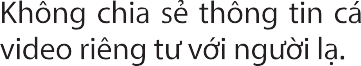 Không chia sẻ thông tin cá
video riêng tư với người lạ.